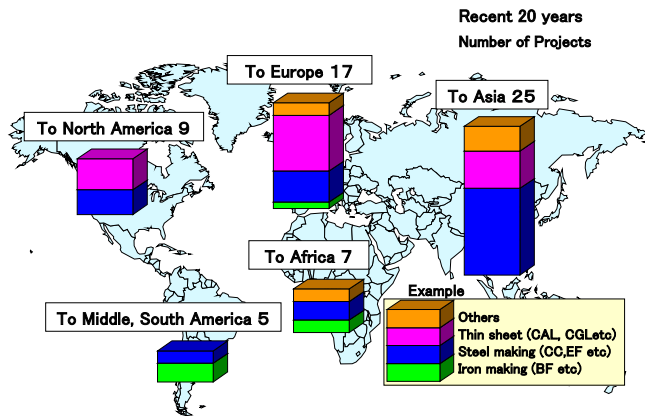 Recent 20 years
Number of Projects
To Europe 17
To Asia 25
To North America 9
To Africa 7
To Middle, South America 5
Example
Others
Thin sheet (CAL, CGLetc)
Steel making (CC,EF etc)
Iron making (BF etc)